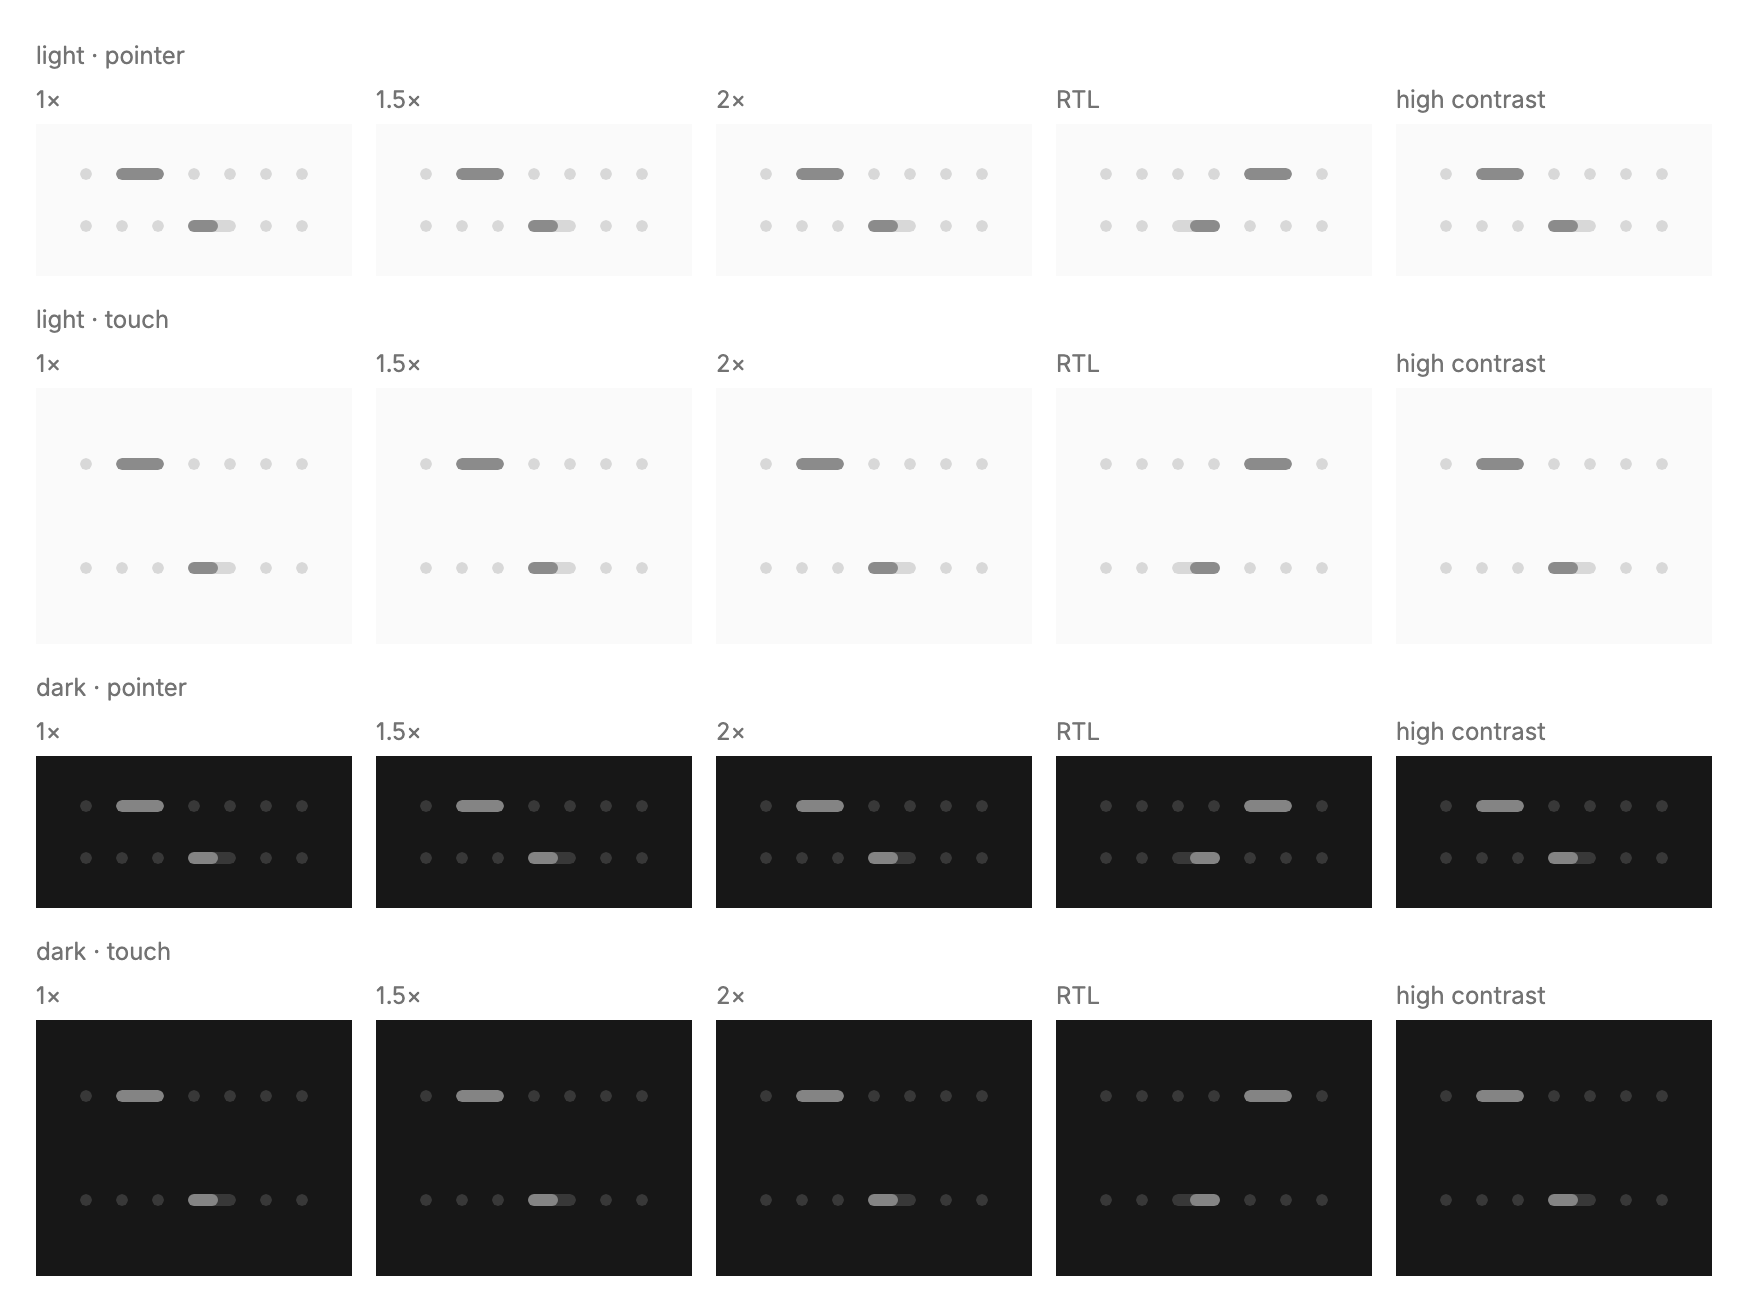 light · pointer
1× 1.5× 2× RTL high contrast
light · touch
1× 1.5× 2× RTL high contrast
dark · pointer
1× 1.5× 2× RTL high contrast
dark · touch
1× 1.5× 2× RTL high contrast